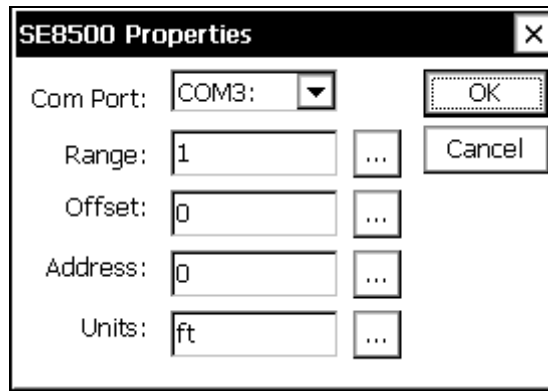 SE8500 Properties
Com Port: COM3: OK
Range: 1 ... Cancel
Offset: 0 ...
Address: 0 ...
Units: ft ...